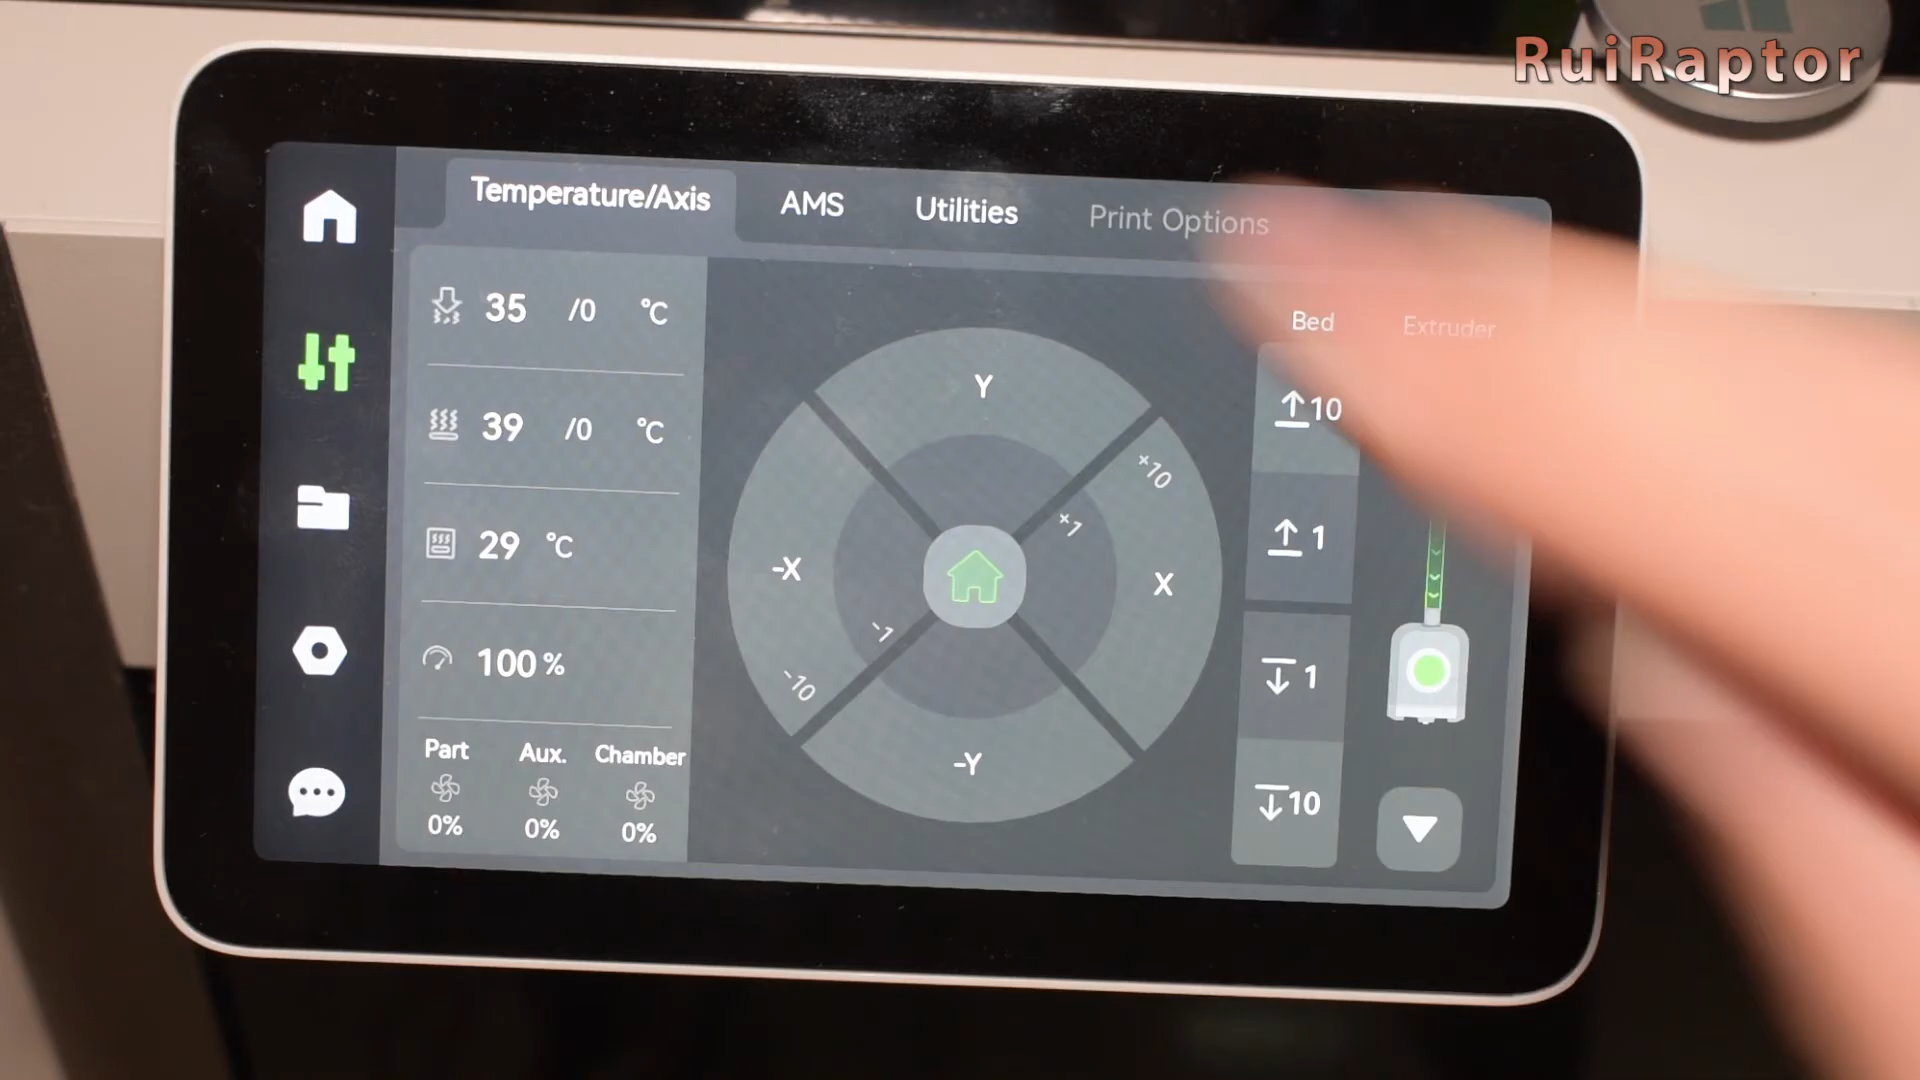 RuiRaptor
Temperature/Axis AMS Utilities Print Options
35 /0 °C
39 /0 °C
29 °C
100 %
Part Aux. Chamber
0% 0% 0%
Y
+10
+1
-X
X
-1
-10
-Y
Bed Extruder
10
1
1
10